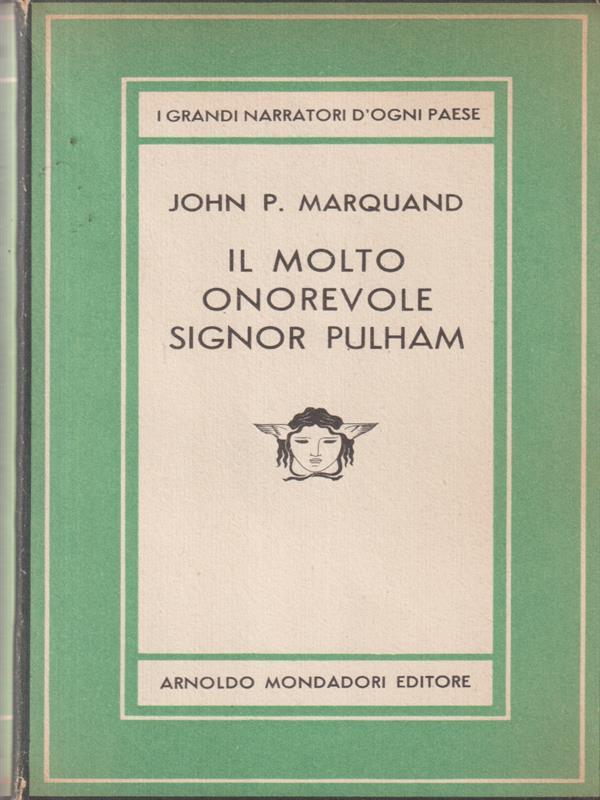 I GRANDI NARRATORI D'OGNI PAESE
JOHN P. MARQUAND
IL MOLTO
ONOREVOLE
SIGNOR PULHAM
ARNOLDO MONDADORI EDITORE